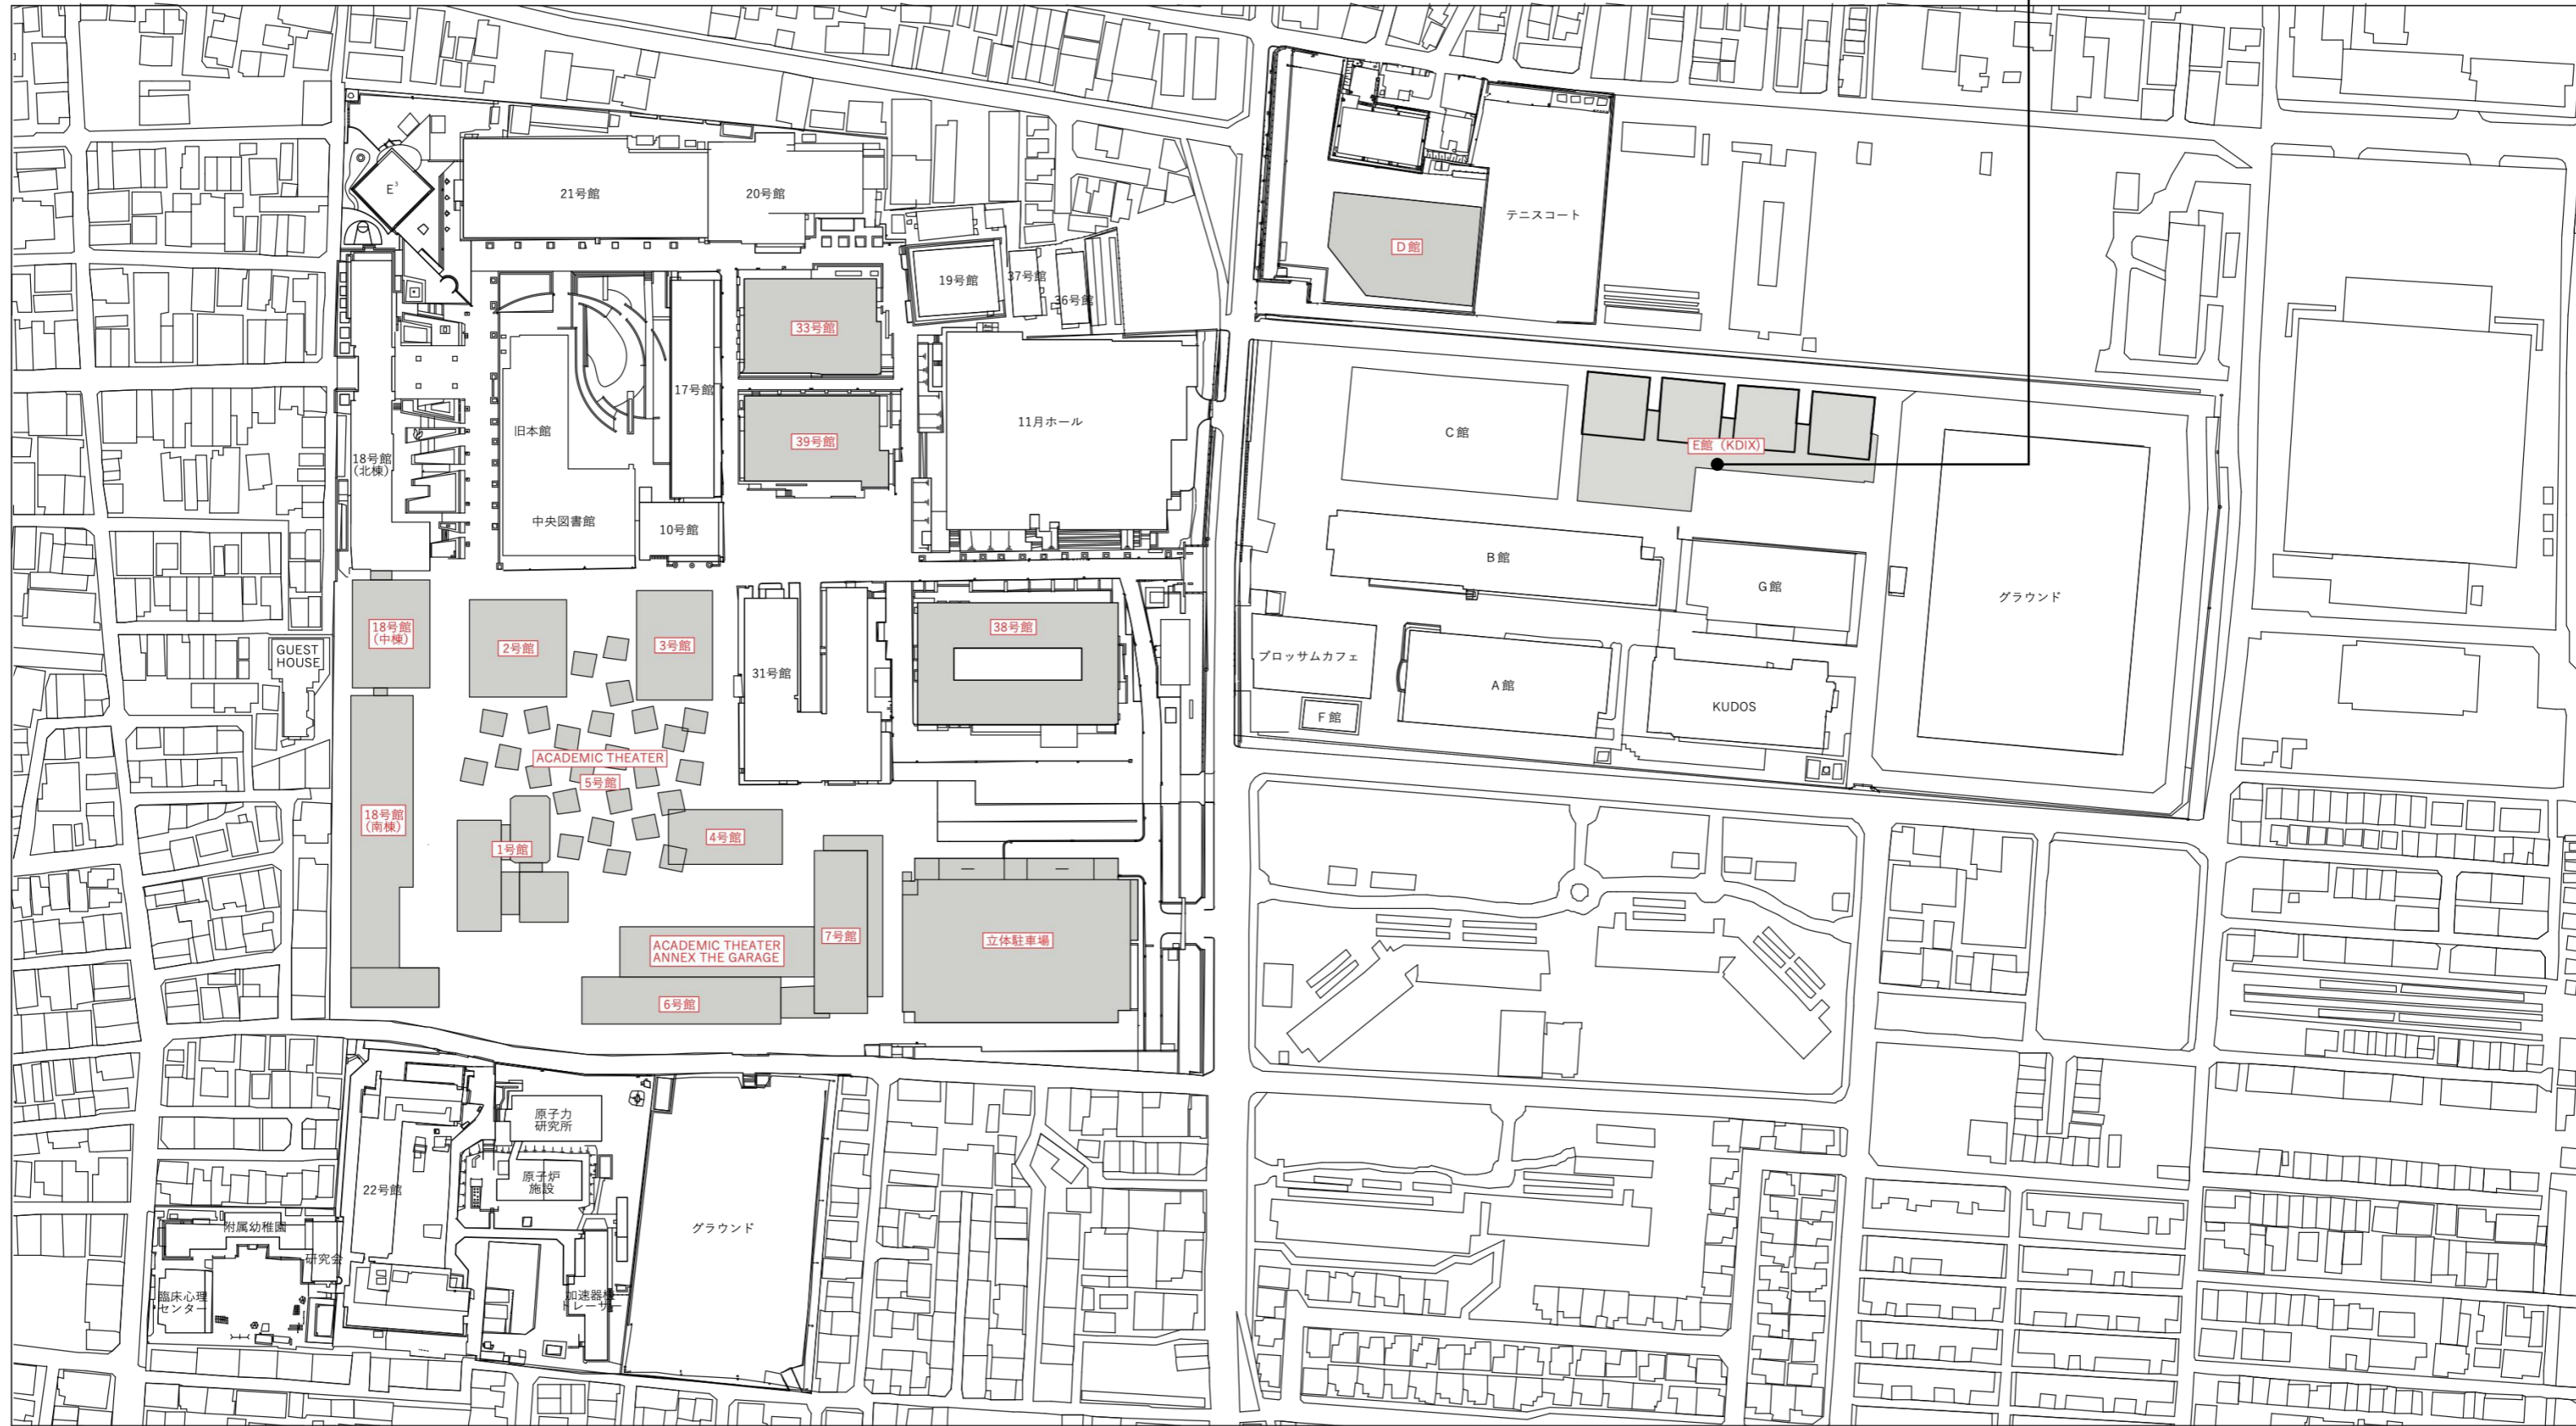 E³
21号館
20号館
テニスコート
D館
19号館
37号館
36号館
33号館
17号館
11月ホール
旧本館
39号館
C館
E館 (KDIX)
18号館
(北棟)
中央図書館
10号館
B館
G館
グラウンド
18号館
(中棟)
2号館
3号館
38号館
GUEST
HOUSE
31号館
ブロッサムカフェ
A館
KUDOS
F館
ACADEMIC THEATER
5号館
18号館
(南棟)
1号館
4号館
7号館
ACADEMIC THEATER
ANNEX THE GARAGE
立体駐車場
6号館
原子力
研究所
原子炉
施設
22号館
グラウンド
附属幼稚園
研究会
臨床心理
センター
加速器棟
トレーサー